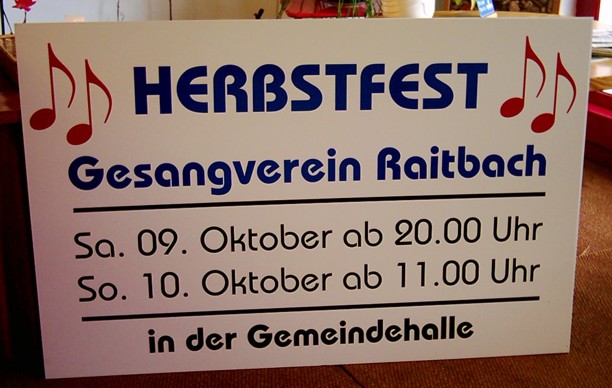 HERBSTFEST
Gesangverein Raitbach
Sa. 09. Oktober ab 20.00 Uhr
So. 10. Oktober ab 11.00 Uhr
in der Gemeindehalle